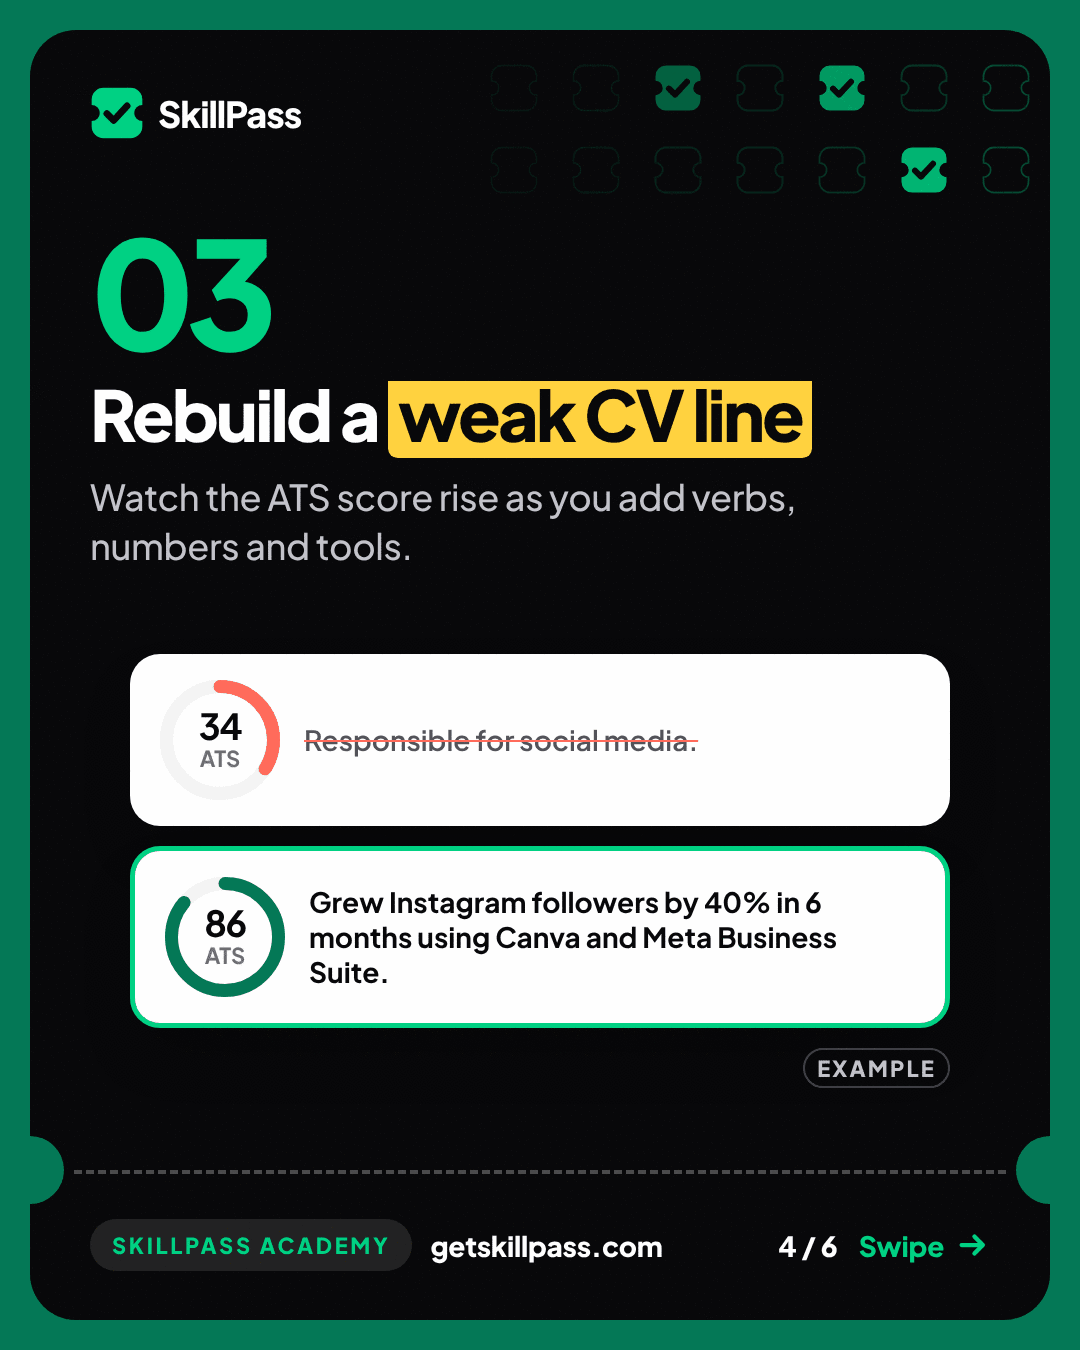 SkillPass
03
Rebuild a weak CV line
Watch the ATS score rise as you add verbs,
numbers and tools.
34
ATS
Responsible for social media.
86
ATS
Grew Instagram followers by 40% in 6
months using Canva and Meta Business
Suite.
EXAMPLE
SKILLPASS ACADEMY
getskillpass.com
4 / 6
Swipe →